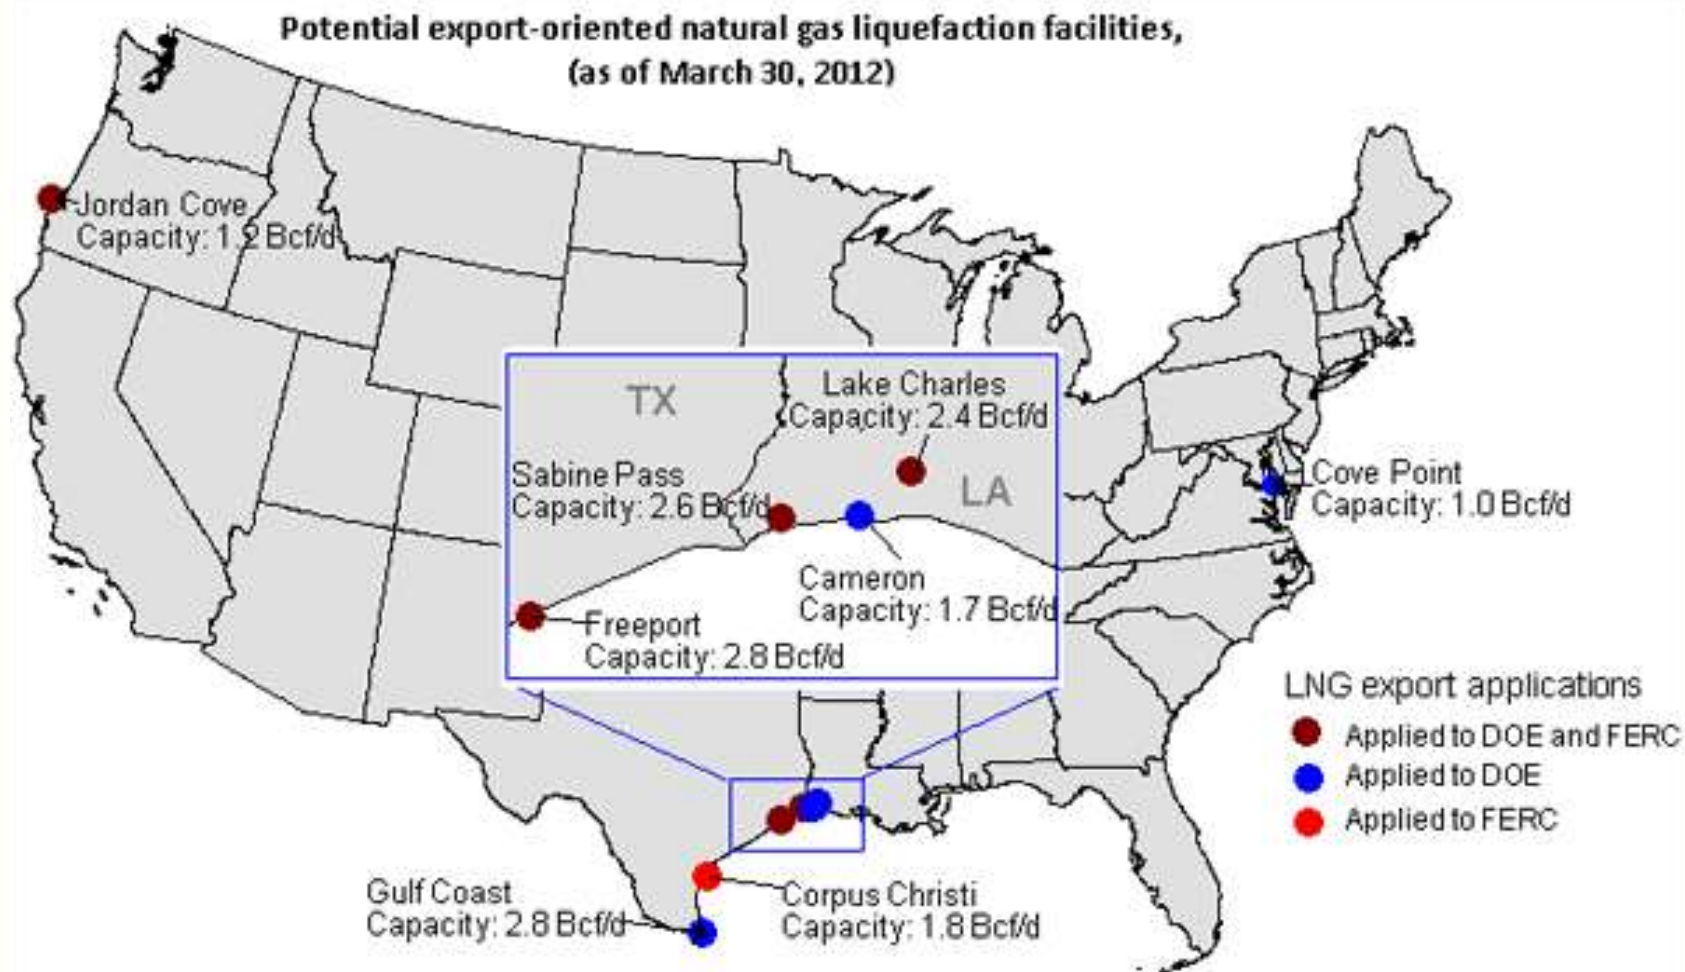 Potential export-oriented natural gas liquefaction facilities,
(as of March 30, 2012)
Jordan Cove
Capacity: 1.2 Bcf/d
TX
Lake Charles
Capacity: 2.4 Bcf/d
Sabine Pass
Capacity: 2.6 Bcf/d
LA
Cove Point
Capacity: 1.0 Bcf/d
Cameron
Capacity: 1.7 Bcf/d
Freeport
Capacity: 2.8 Bcf/d
LNG export applications
Applied to DOE and FERC
Applied to DOE
Applied to FERC
Gulf Coast
Capacity: 2.8 Bcf/d
Corpus Christi
Capacity: 1.8 Bcf/d